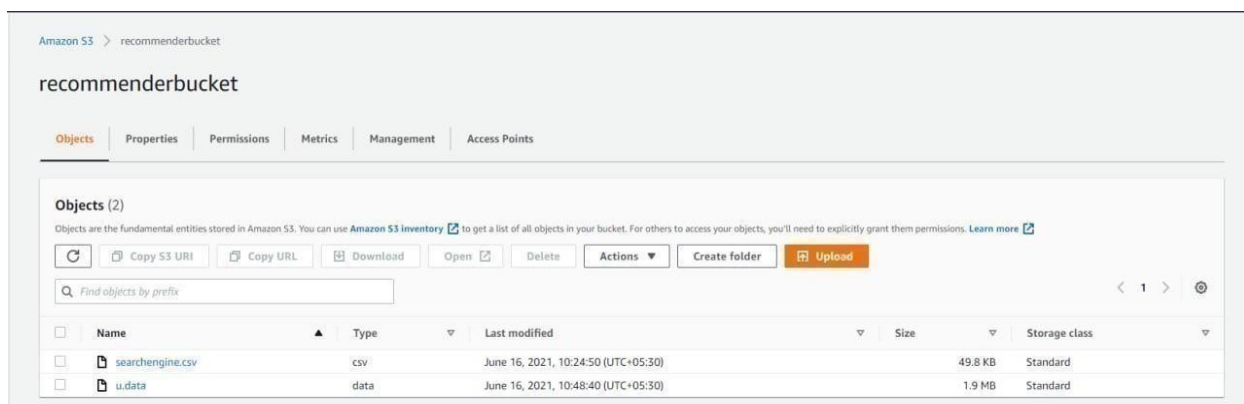 Amazon S3 > recommenderbucket
recommenderbucket
Objects Properties Permissions Metrics Management Access Points
Objects (2)
Objects are the fundamental entities stored in Amazon S3. You can use Amazon S3 inventory to get a list of all objects in your bucket. For others to access your objects, you'll need to explicitly grant them permissions. Learn more
Copy S3 URI Copy URL Download Open Delete Actions Create folder Upload
Find objects by prefix < 1 >
Name Type Last modified Size Storage class
searchengine.csv csv June 16, 2021, 10:24:50 (UTC+05:30) 49.8 KB Standard
u.data data June 16, 2021, 10:48:40 (UTC+05:30) 1.9 MB Standard